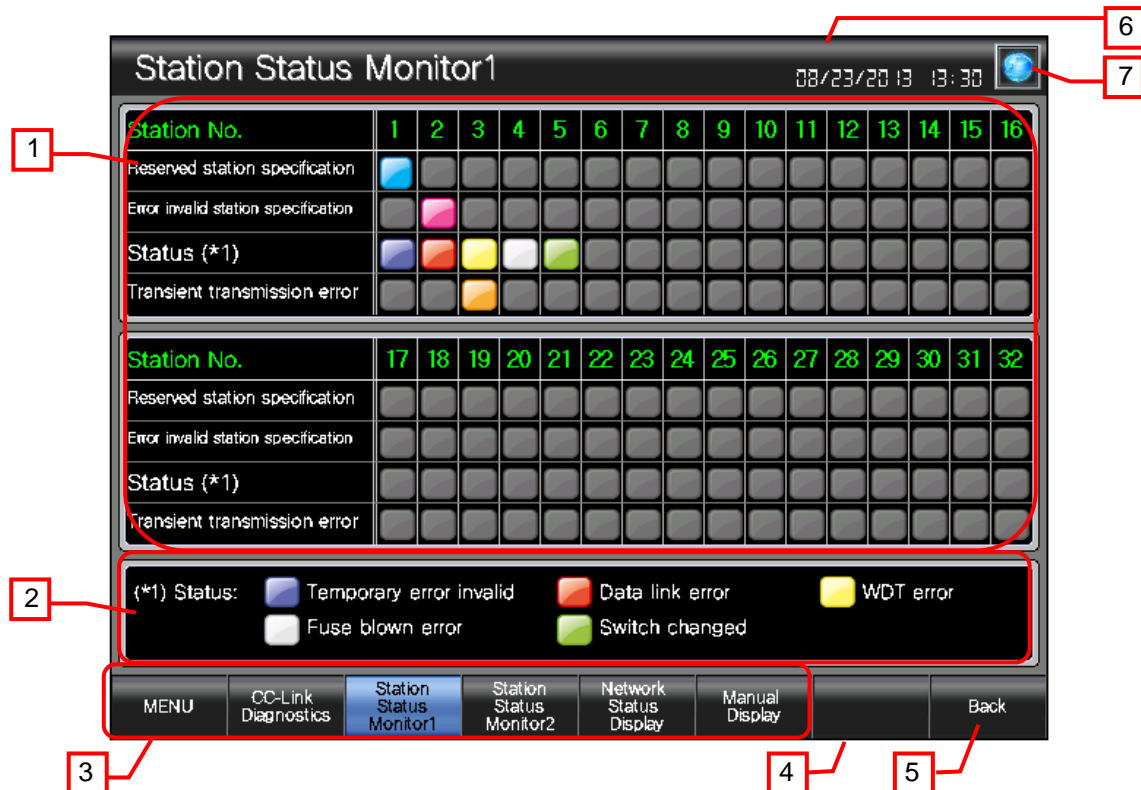 6
Station Status Monitor1
08/23/2013 13:30
7
1
Station No. 1 2 3 4 5 6 7 8 9 10 11 12 13 14 15 16
Reserved station specification
Error invalid station specification
Status (*1)
Transient transmission error
Station No. 17 18 19 20 21 22 23 24 25 26 27 28 29 30 31 32
Reserved station specification
Error invalid station specification
Status (*1)
Transient transmission error
2
(*1) Status: Temporary error invalid Data link error WDT error
Fuse blown error Switch changed
MENU
CC-Link
Diagnostics
Station
Status
Monitor1
Station
Status
Monitor2
Network
Status
Display
Manual
Display
Back
3
4
5